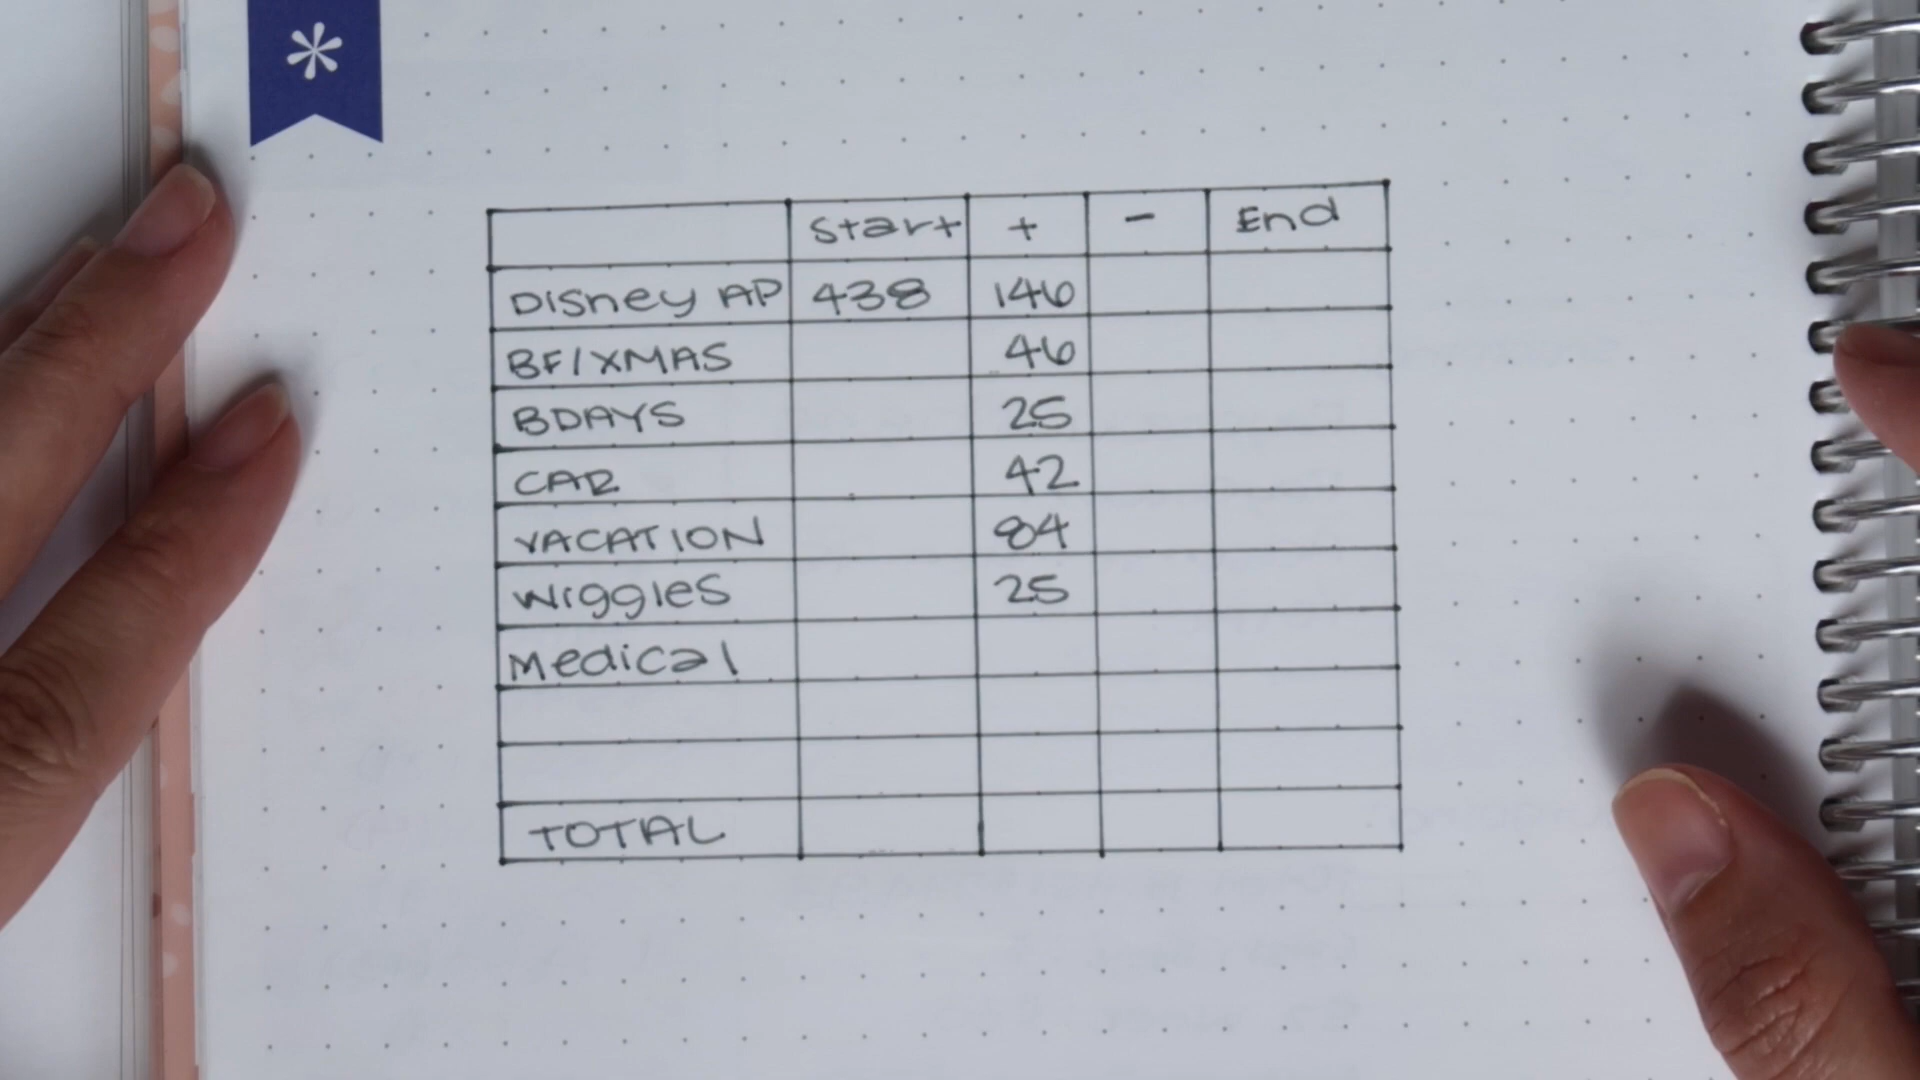 Start + - End
Disney AP 438 146
BF/XMAS 46
BDAYS 25
CAR 42
VACATION 84
Wiggles 25
Medical
TOTAL